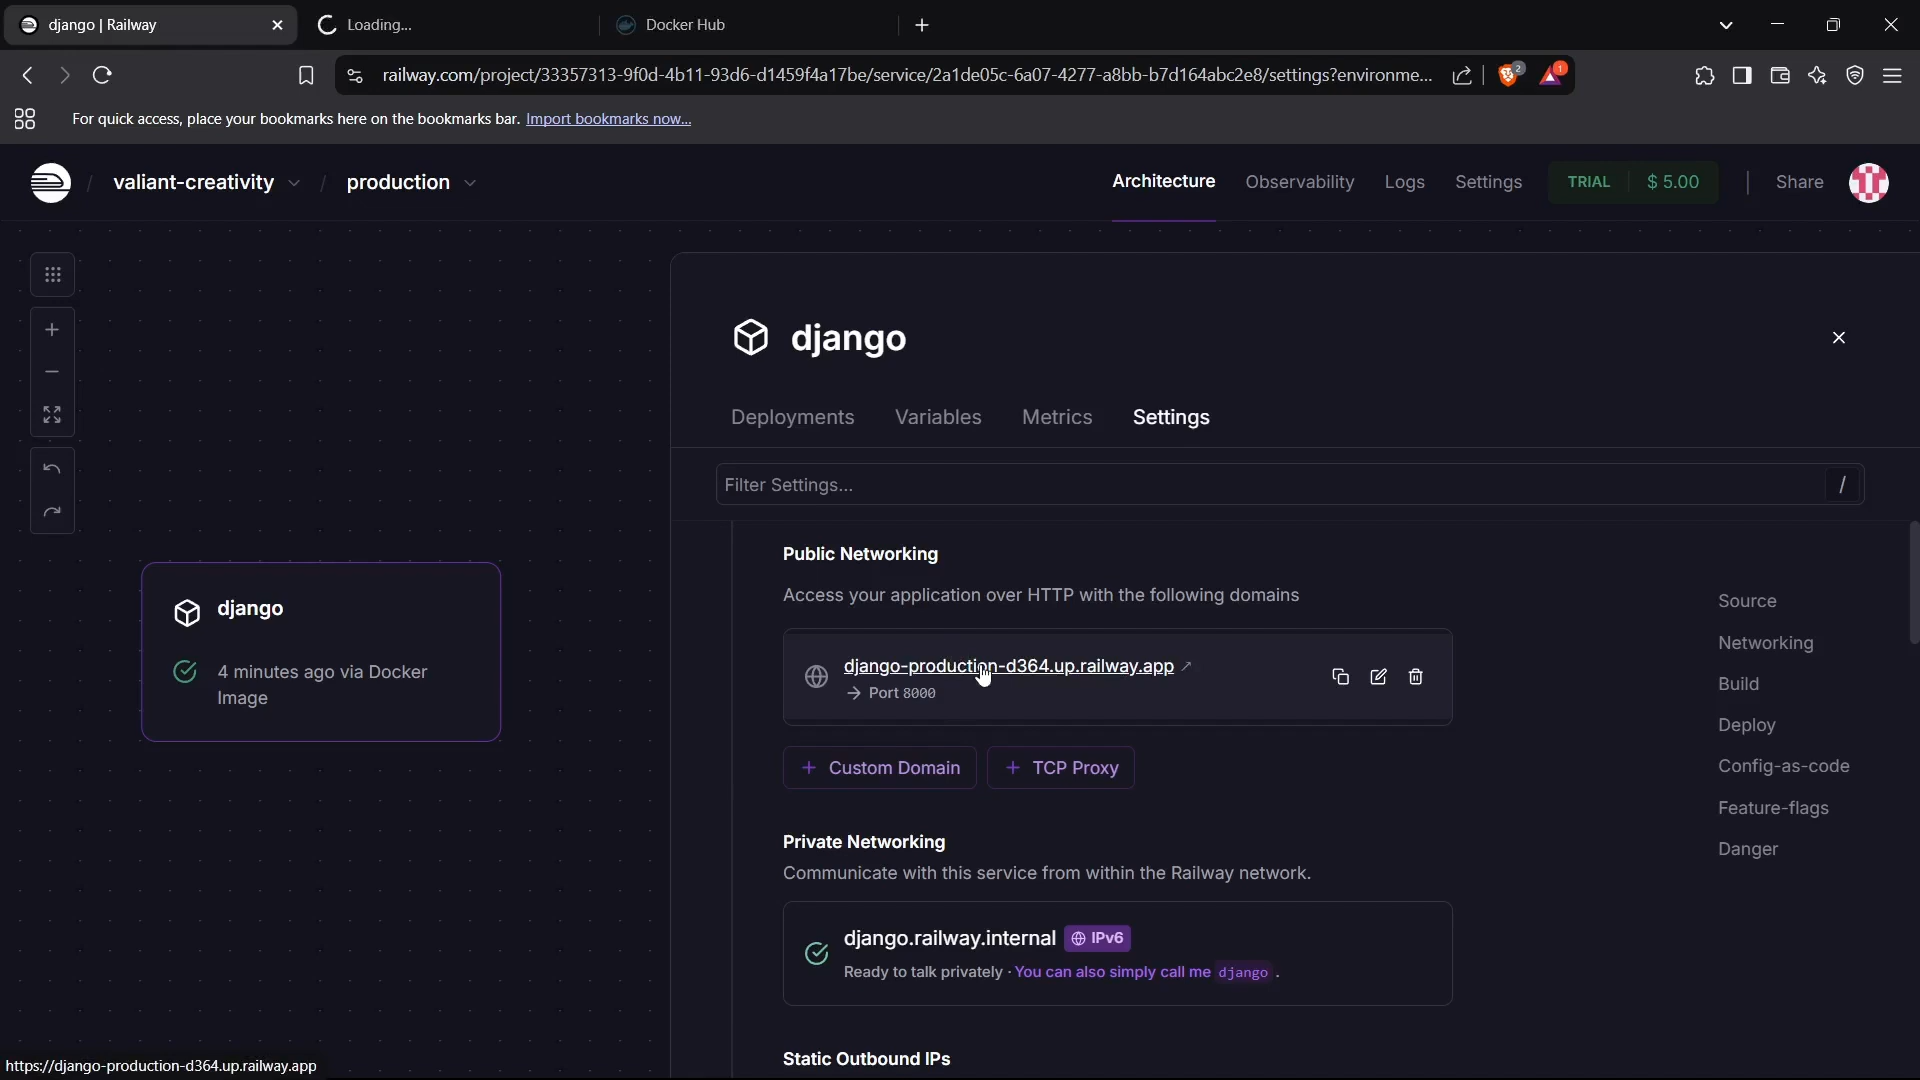 django | Railway
Loading...
Docker Hub
railway.com/project/33357313-9f0d-4b11-93d6-d1459f4a17be/service/2a1de05c-6a07-4277-a8bb-b7d164abc2e8/settings?environme...
2
1
For quick access, place your bookmarks here on the bookmarks bar. Import bookmarks now...
/ valiant-creativity / production
Architecture
Observability
Logs
Settings
TRIAL $ 5.00
Share
django
Deployments
Variables
Metrics
Settings
Filter Settings...
/
Public Networking
Access your application over HTTP with the following domains
django-production-d364.up.railway.app ↗
→ Port 8000
+ Custom Domain
+ TCP Proxy
Private Networking
Communicate with this service from within the Railway network.
django.railway.internal IPv6
Ready to talk privately · You can also simply call me django .
Static Outbound IPs
Source
Networking
Build
Deploy
Config-as-code
Feature-flags
Danger
django
4 minutes ago via Docker
Image
https://django-production-d364.up.railway.app